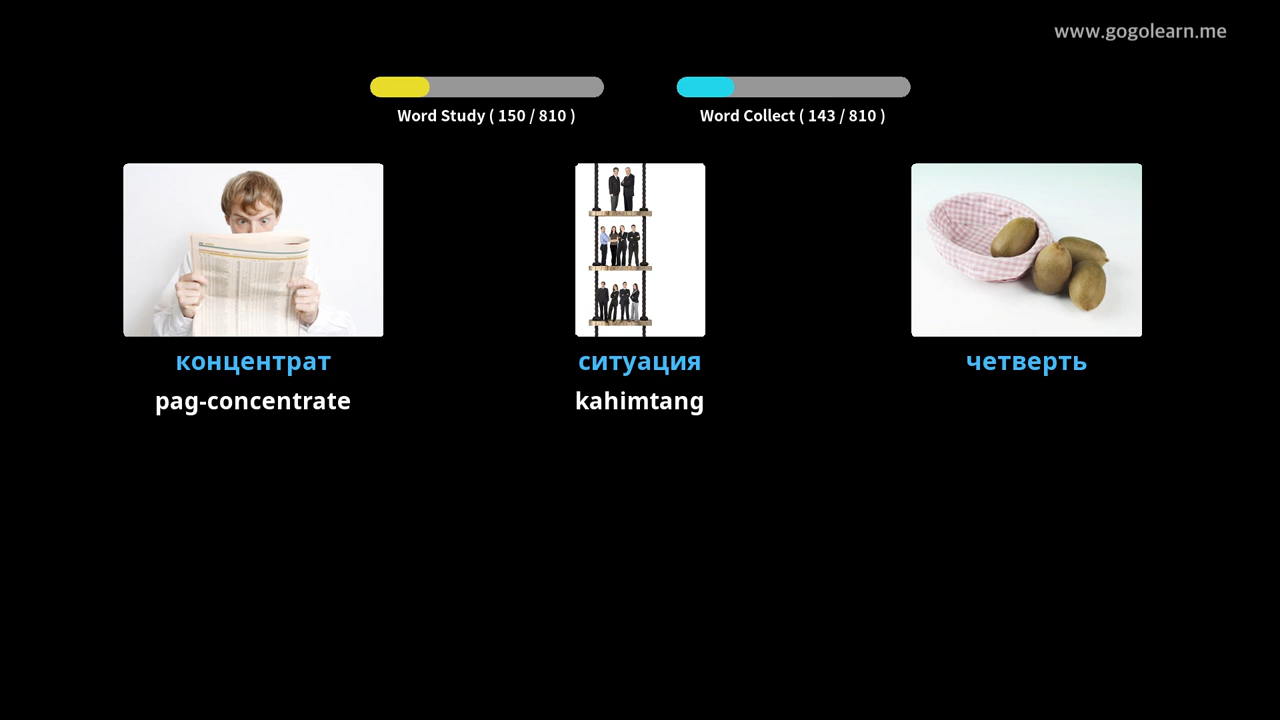 www.gogolearn.me
Word Study ( 150 / 810 )
Word Collect ( 143 / 810 )
концентрат
ситуация
четверть
pag-concentrate
kahimtang